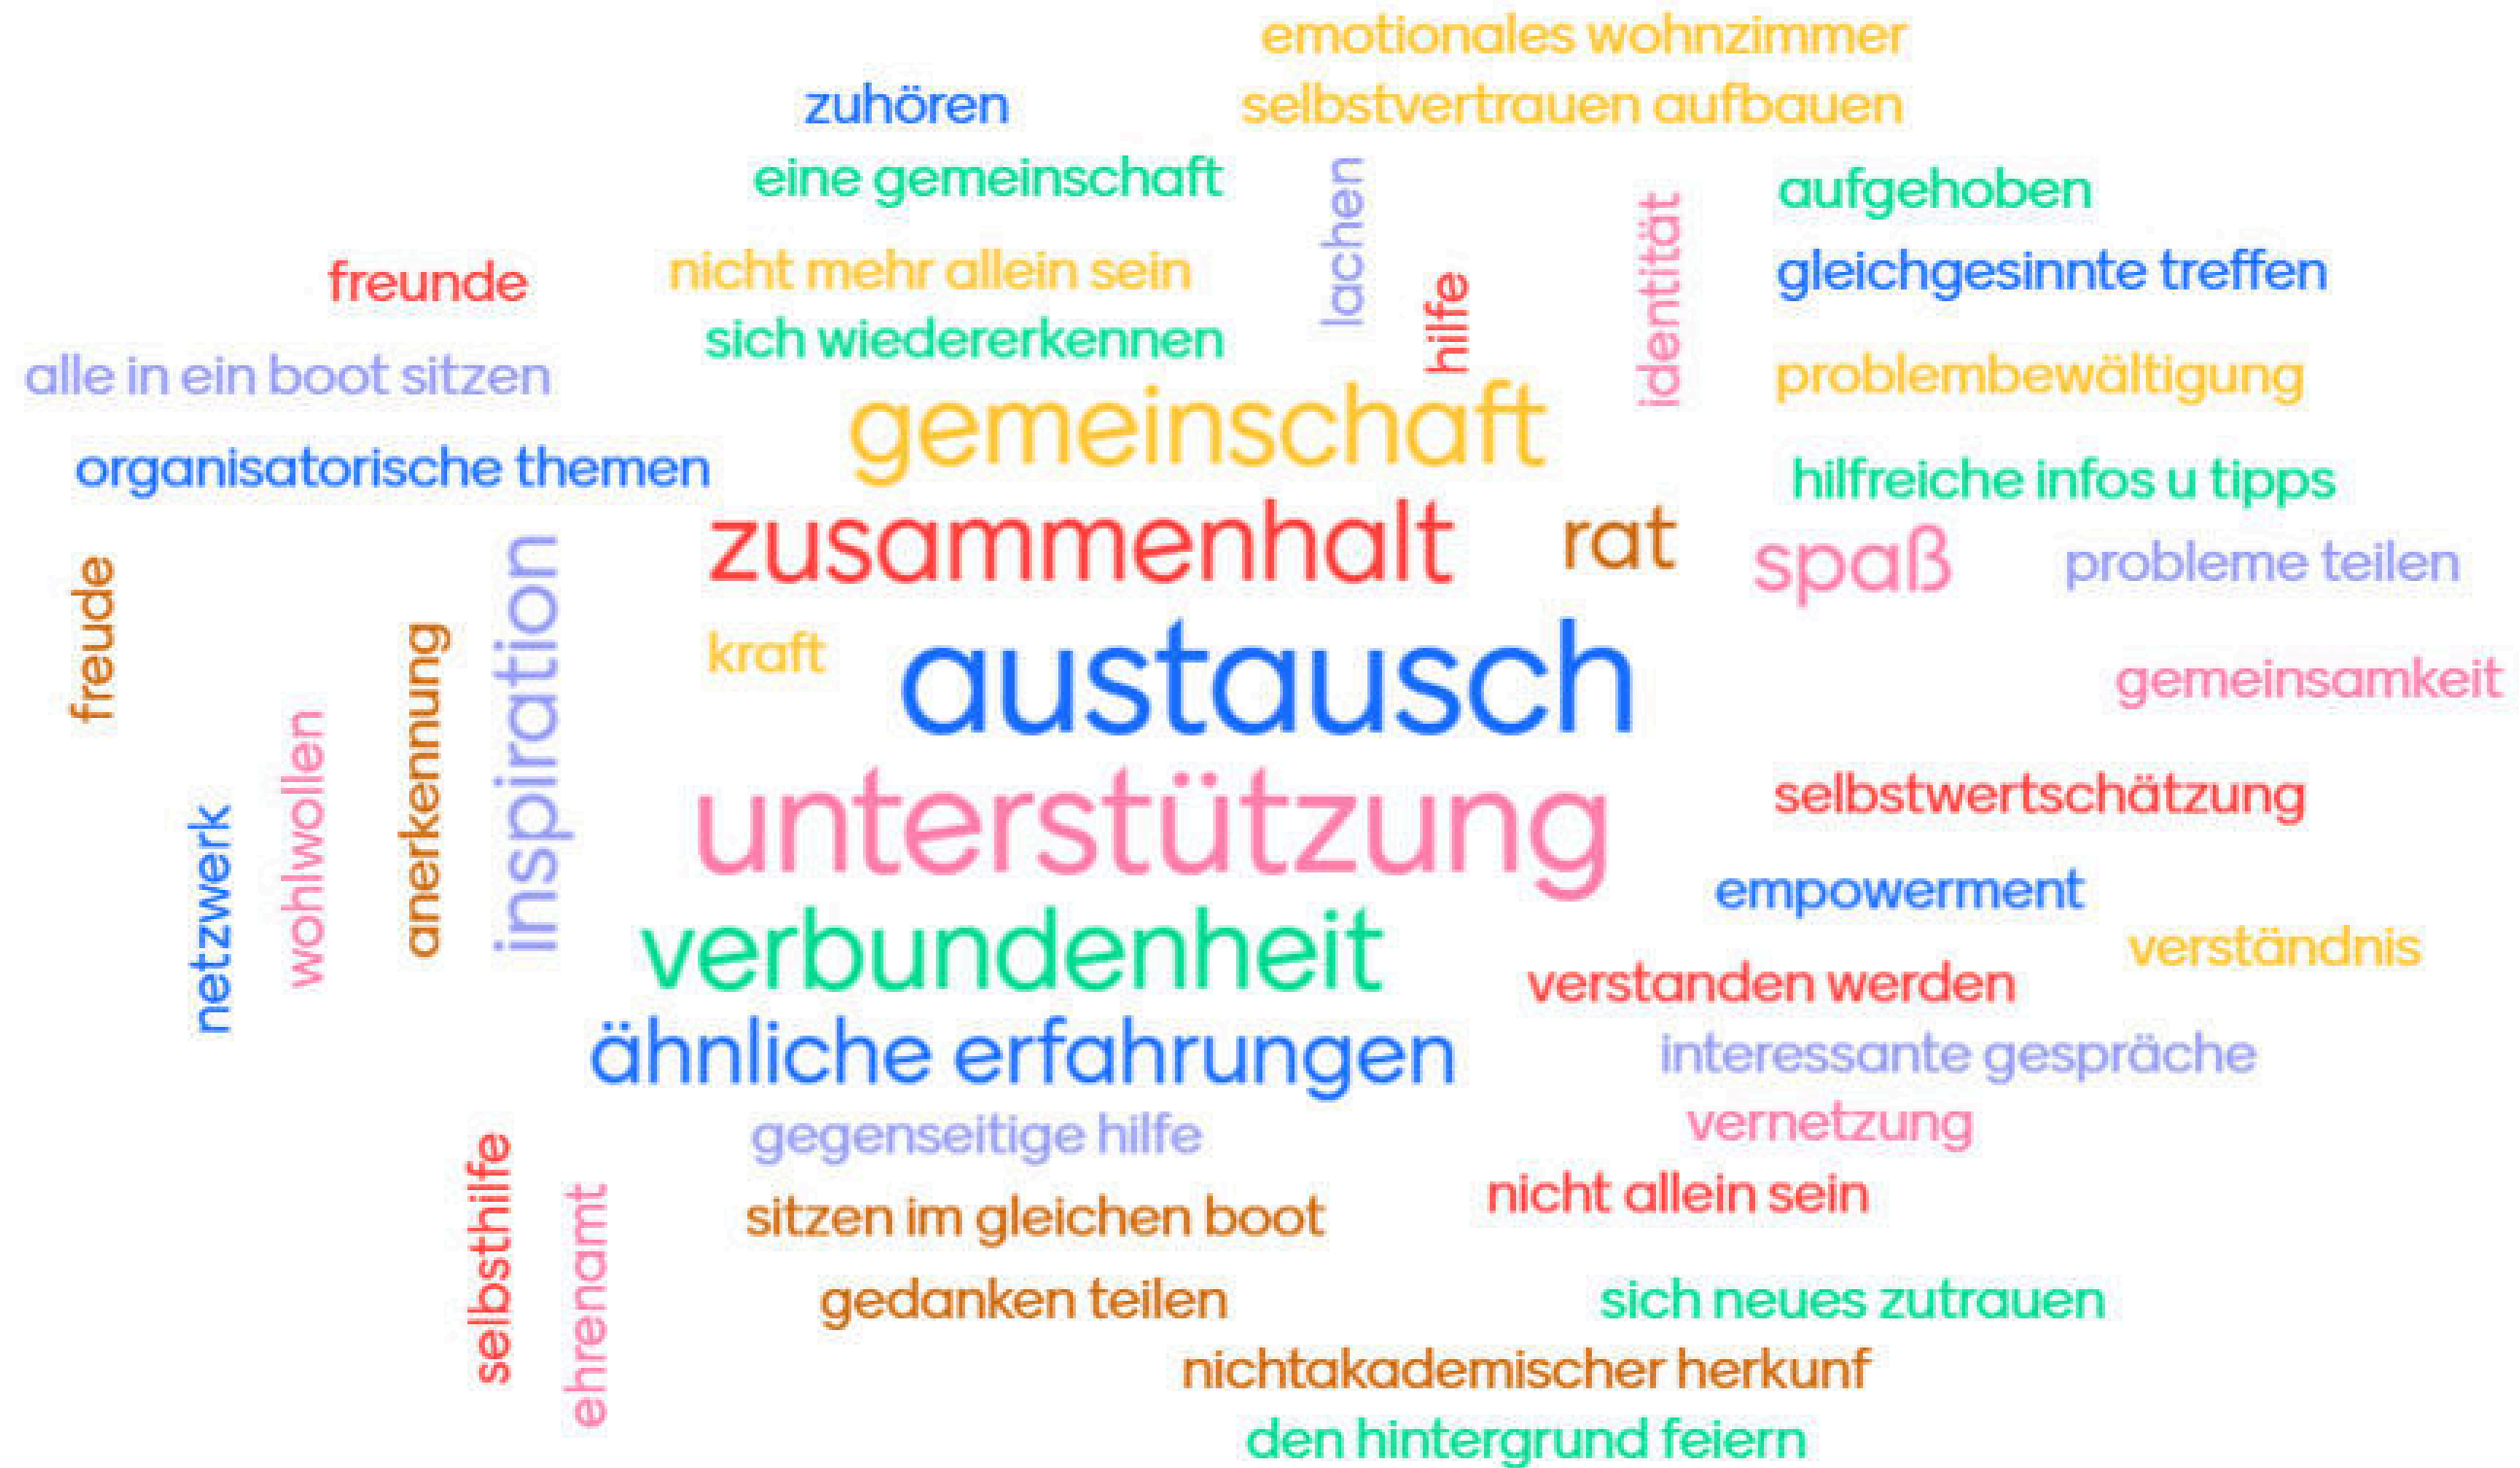 emotionales wohnzimmer
zuhören
selbstvertrauen aufbauen
eine gemeinschaft
lachen
identität
aufgehoben
freunde
nicht mehr allein sein
hilfe
gleichgesinnte treffen
sich wiedererkennen
alle in ein boot sitzen
problembewältigung
gemeinschaft
organisatorische themen
hilfreiche infos u tipps
zusammenhalt
rat
spaß
probleme teilen
freude
anerkennung
inspiration
kraft
austausch
gemeinsamkeit
netzwerk
wohlwollen
unterstützung
selbstwertschätzung
empowerment
verbundenheit
verständnis
verstanden werden
ähnliche erfahrungen
interessante gespräche
gegenseitige hilfe
vernetzung
selbsthilfe
ehrenamt
sitzen im gleichen boot
nicht allein sein
gedanken teilen
sich neues zutrauen
nichtakademischer herkunf
den hintergrund feiern